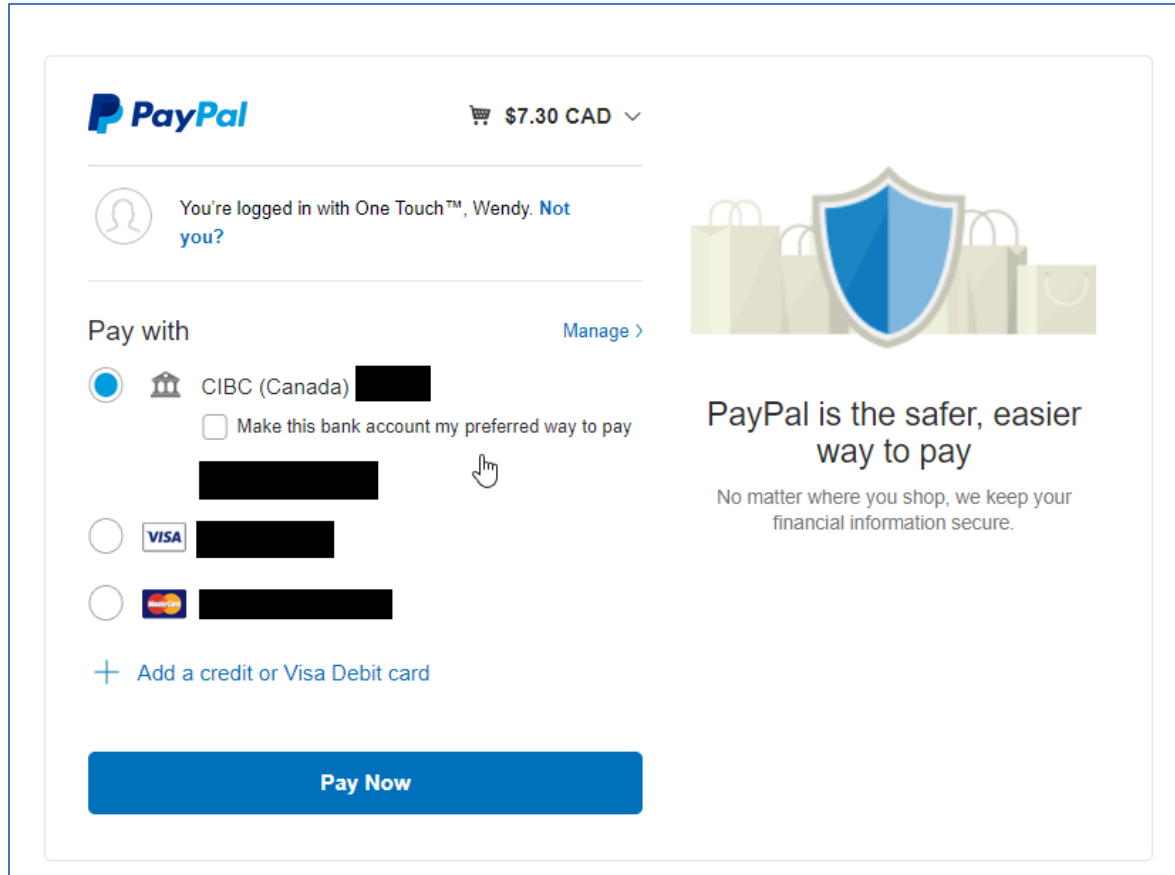 PayPal
$7.30 CAD
You're logged in with One Touch™, Wendy. Not
you?
Pay with
Manage >
CIBC (Canada)
Make this bank account my preferred way to pay
VISA
MasterCard
+ Add a credit or Visa Debit card
Pay Now
PayPal is the safer, easier
way to pay
No matter where you shop, we keep your
financial information secure.